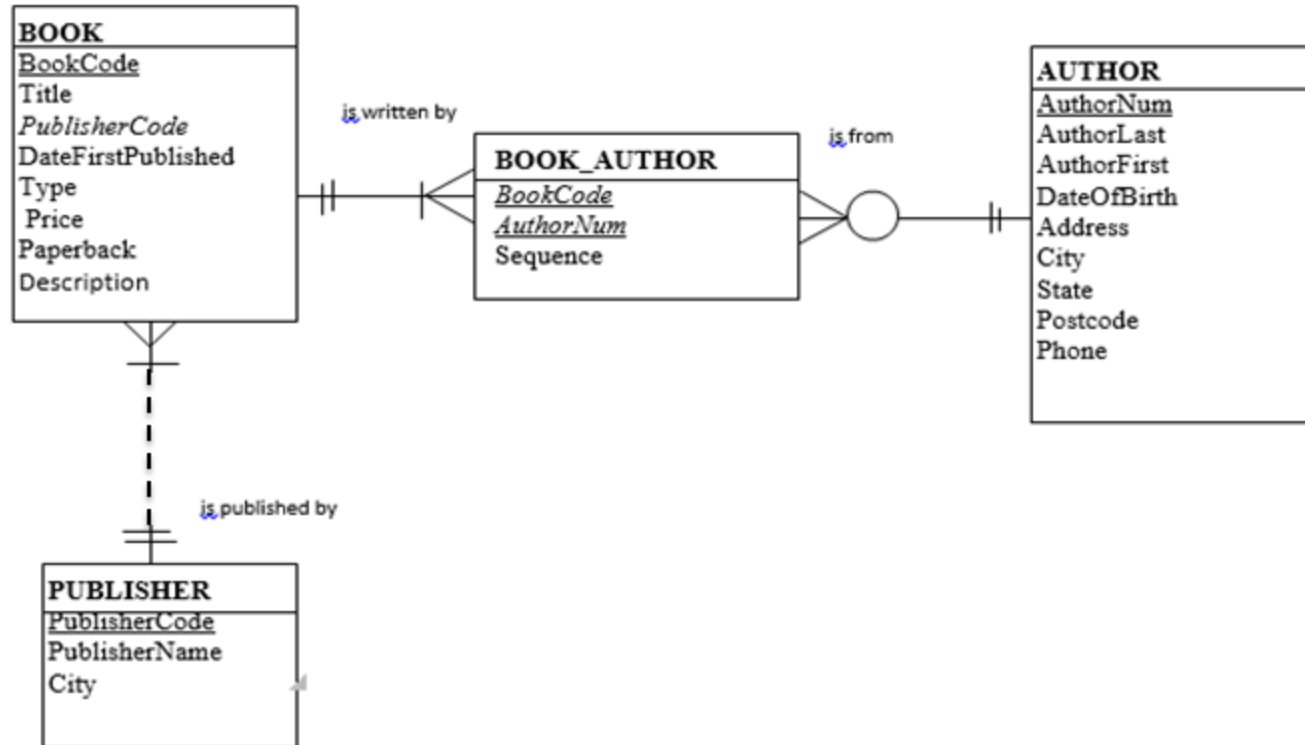 BOOK
BookCode
Title
PublisherCode
DateFirstPublished
Type
Price
Paperback
Description
is written by
BOOK_AUTHOR
BookCode
AuthorNum
Sequence
is from
AUTHOR
AuthorNum
AuthorLast
AuthorFirst
DateOfBirth
Address
City
State
Postcode
Phone
is published by
PUBLISHER
PublisherCode
PublisherName
City